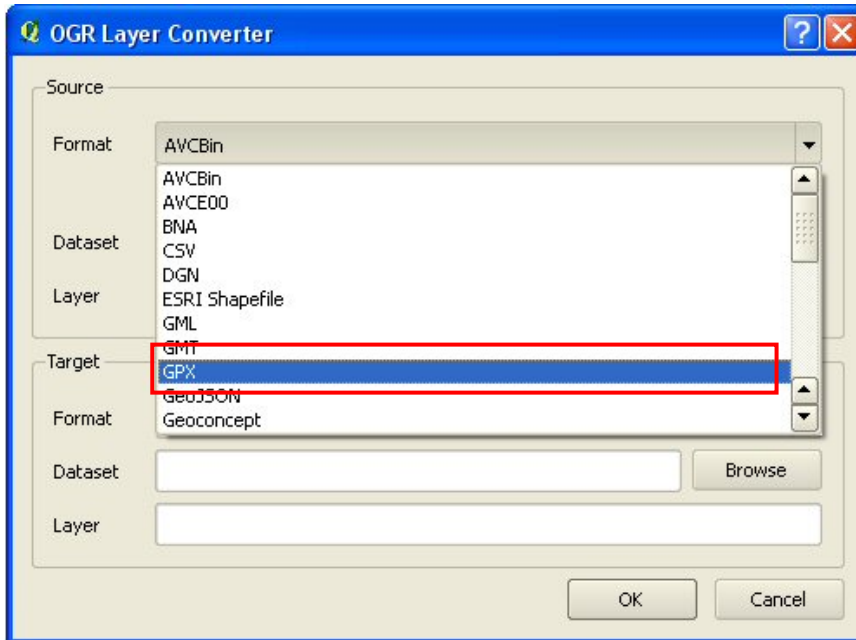 OGR Layer Converter
Source
Format AVCBin
AVCBin
AVCE00
BNA
Dataset CSV
DGN
Layer ESRI Shapefile
GML
GMT
Target
GPX
GeoJSON
Format Geoconcept
Dataset Browse
Layer
OK Cancel